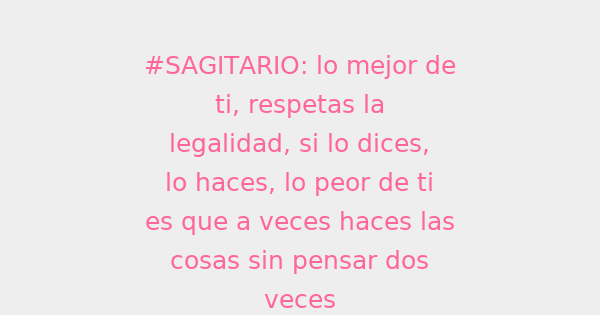 #SAGITARIO: lo mejor de
ti, respetas la
legalidad, si lo dices,
lo haces, lo peor de ti
es que a veces haces las
cosas sin pensar dos
veces